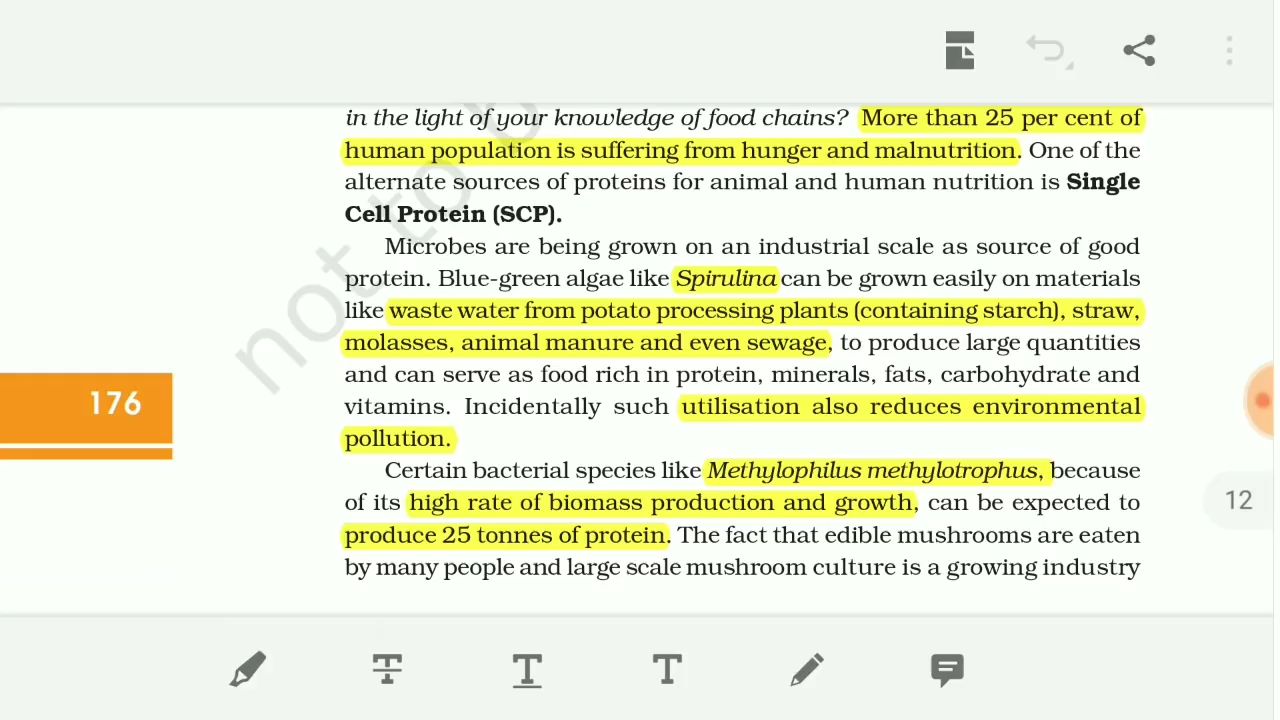 in the light of your knowledge of food chains? More than 25 per cent of
human population is suffering from hunger and malnutrition. One of the
alternate sources of proteins for animal and human nutrition is Single
Cell Protein (SCP).
Microbes are being grown on an industrial scale as source of good
protein. Blue-green algae like Spirulina can be grown easily on materials
like waste water from potato processing plants (containing starch), straw,
molasses, animal manure and even sewage, to produce large quantities
and can serve as food rich in protein, minerals, fats, carbohydrate and
vitamins. Incidentally such utilisation also reduces environmental
pollution.
Certain bacterial species like Methylophilus methylotrophus, because
of its high rate of biomass production and growth, can be expected to
produce 25 tonnes of protein. The fact that edible mushrooms are eaten
by many people and large scale mushroom culture is a growing industry
176
12
not to b
T
T
T